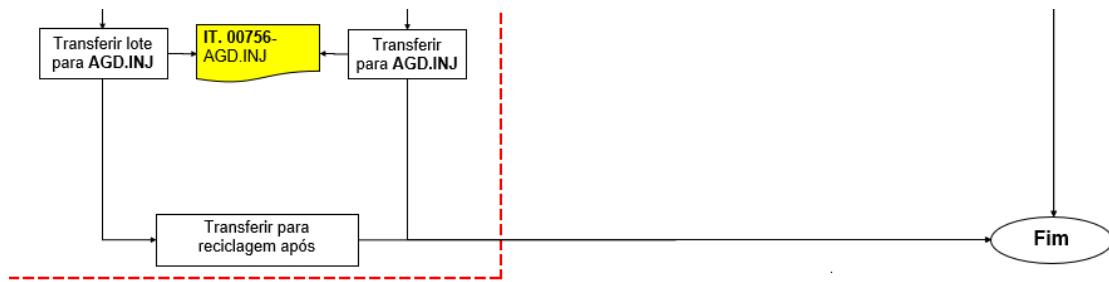 Transferir lote
para AGD.INJ
IT. 00756-
AGD.INJ
Transferir
para AGD.INJ
Transferir para
reciclagem após
Fim